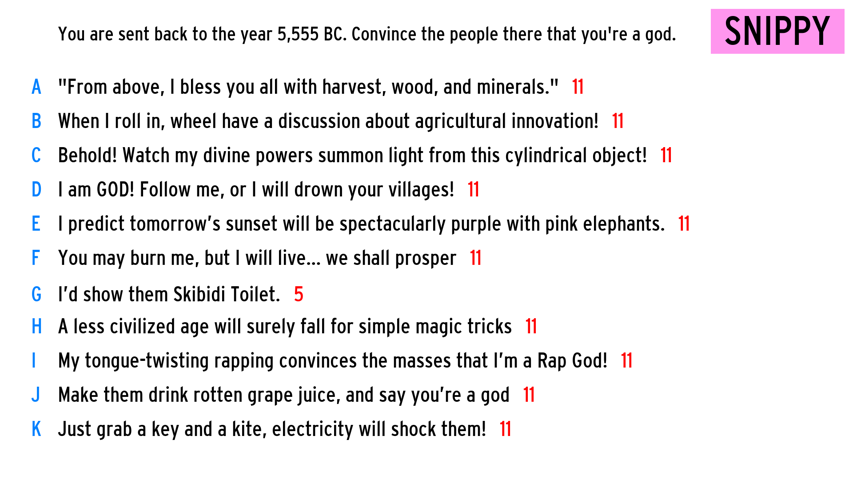 You are sent back to the year 5,555 BC. Convince the people there that you're a god.
SNIPPY
A "From above, I bless you all with harvest, wood, and minerals." 11
B When I roll in, wheel have a discussion about agricultural innovation! 11
C Behold! Watch my divine powers summon light from this cylindrical object! 11
D I am GOD! Follow me, or I will drown your villages! 11
E I predict tomorrow’s sunset will be spectacularly purple with pink elephants. 11
F You may burn me, but I will live... we shall prosper 11
G I’d show them Skibidi Toilet. 5
H A less civilized age will surely fall for simple magic tricks 11
I My tongue-twisting rapping convinces the masses that I’m a Rap God! 11
J Make them drink rotten grape juice, and say you’re a god 11
K Just grab a key and a kite, electricity will shock them! 11